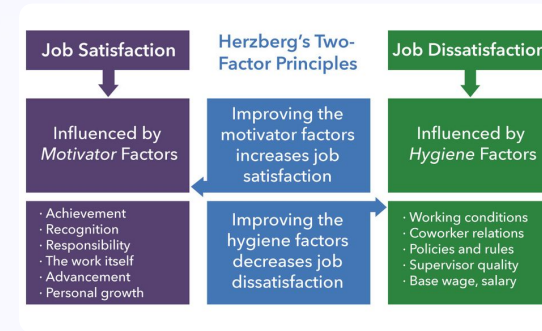 Job Satisfaction
Herzberg's Two-
Factor Principles
Job Dissatisfaction
Influenced by
Motivator Factors
Improving the
motivator factors
increases job
satisfaction
Influenced by
Hygiene Factors
· Achievement
· Recognition
· Responsibility
· The work itself
· Advancement
· Personal growth
Improving the
hygiene factors
decreases job
dissatisfaction
· Working conditions
· Coworker relations
· Policies and rules
· Supervisor quality
· Base wage, salary